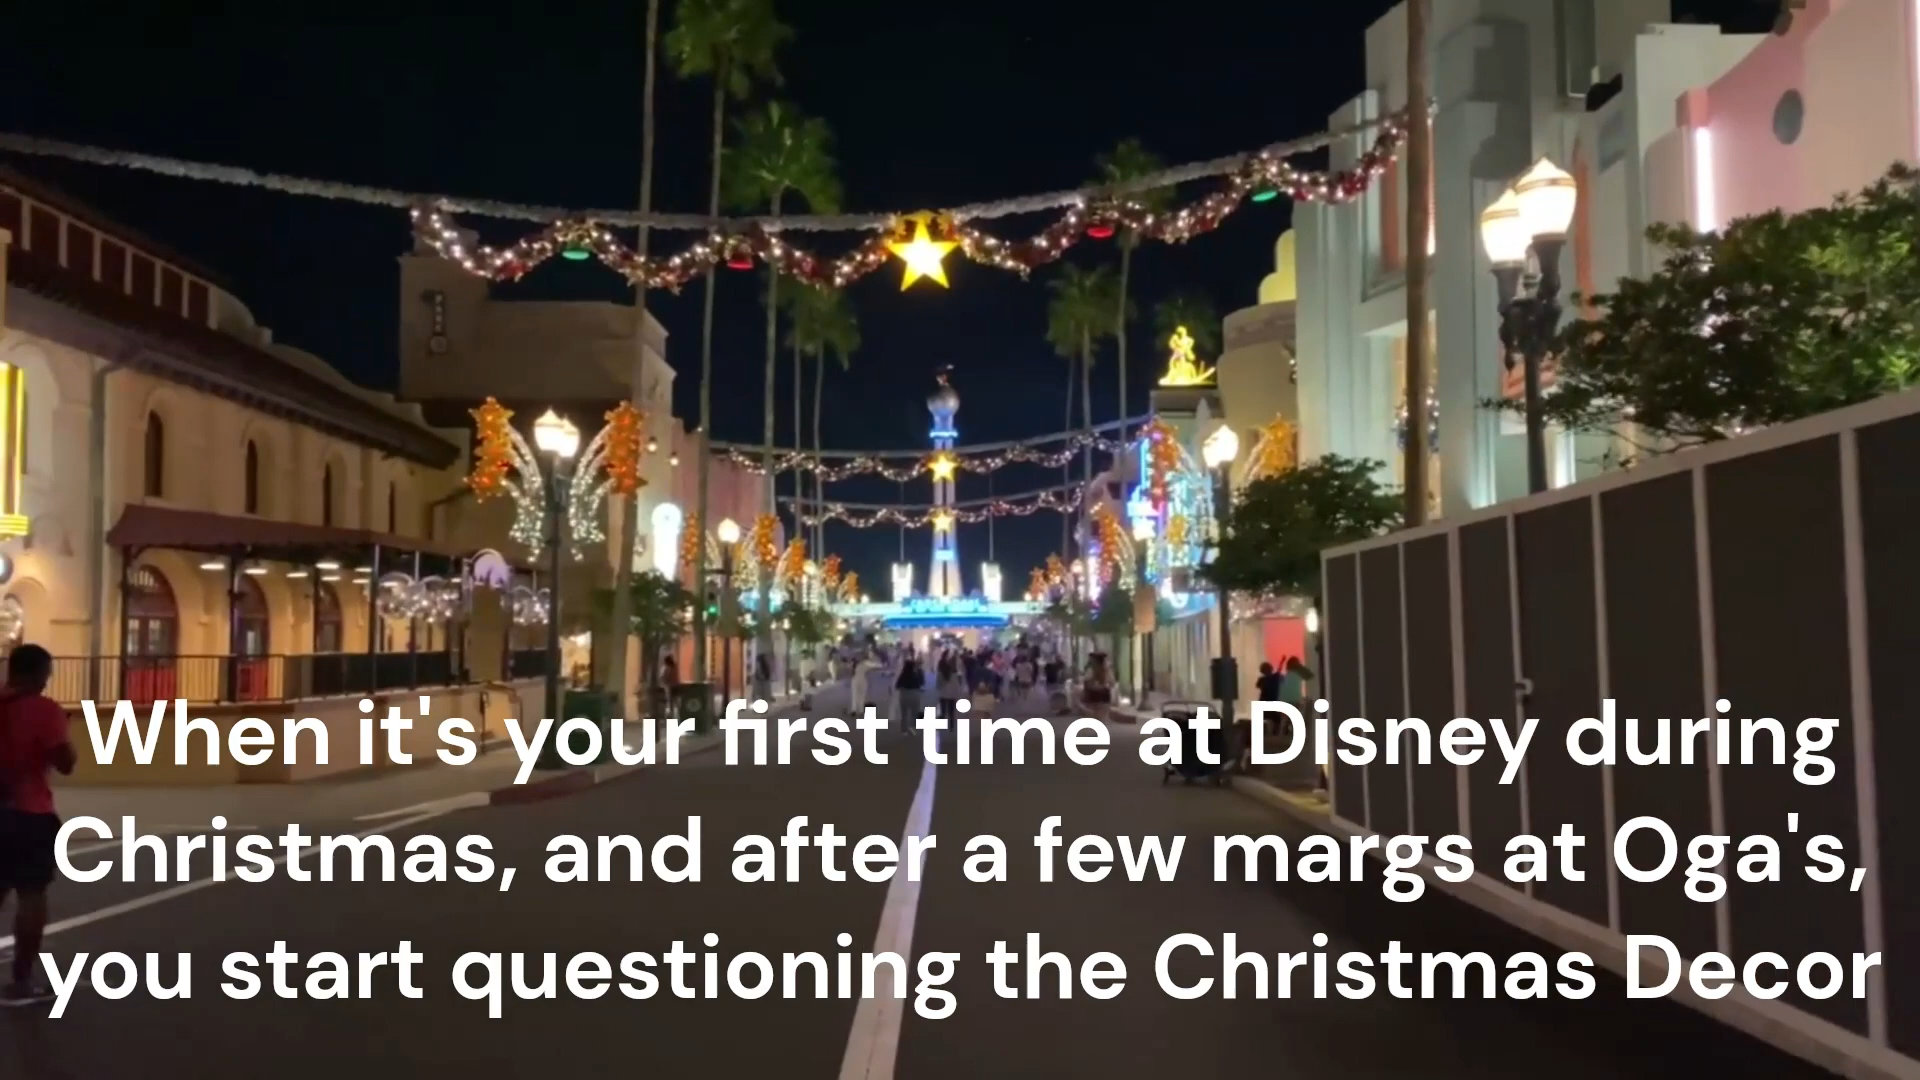 When it's your first time at Disney during
Christmas, and after a few margs at Oga's,
you start questioning the Christmas Decor